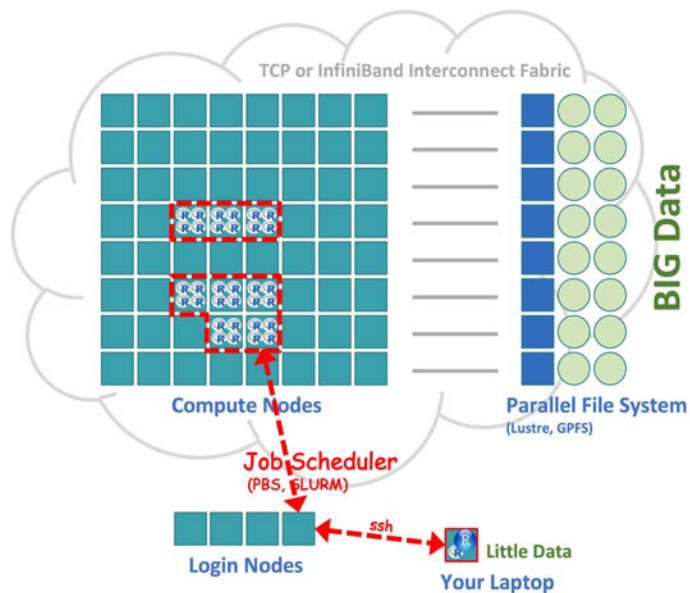 TCP or InfiniBand Interconnect Fabric
R R R R R R
R R R R R R
R R R R R R
R R R R R R
R R R R
R R R R
BIG Data
Compute Nodes
Parallel File System
(Lustre, GPFS)
Job Scheduler
(PBS, SLURM)
ssh
R
R
Little Data
Login Nodes
Your Laptop